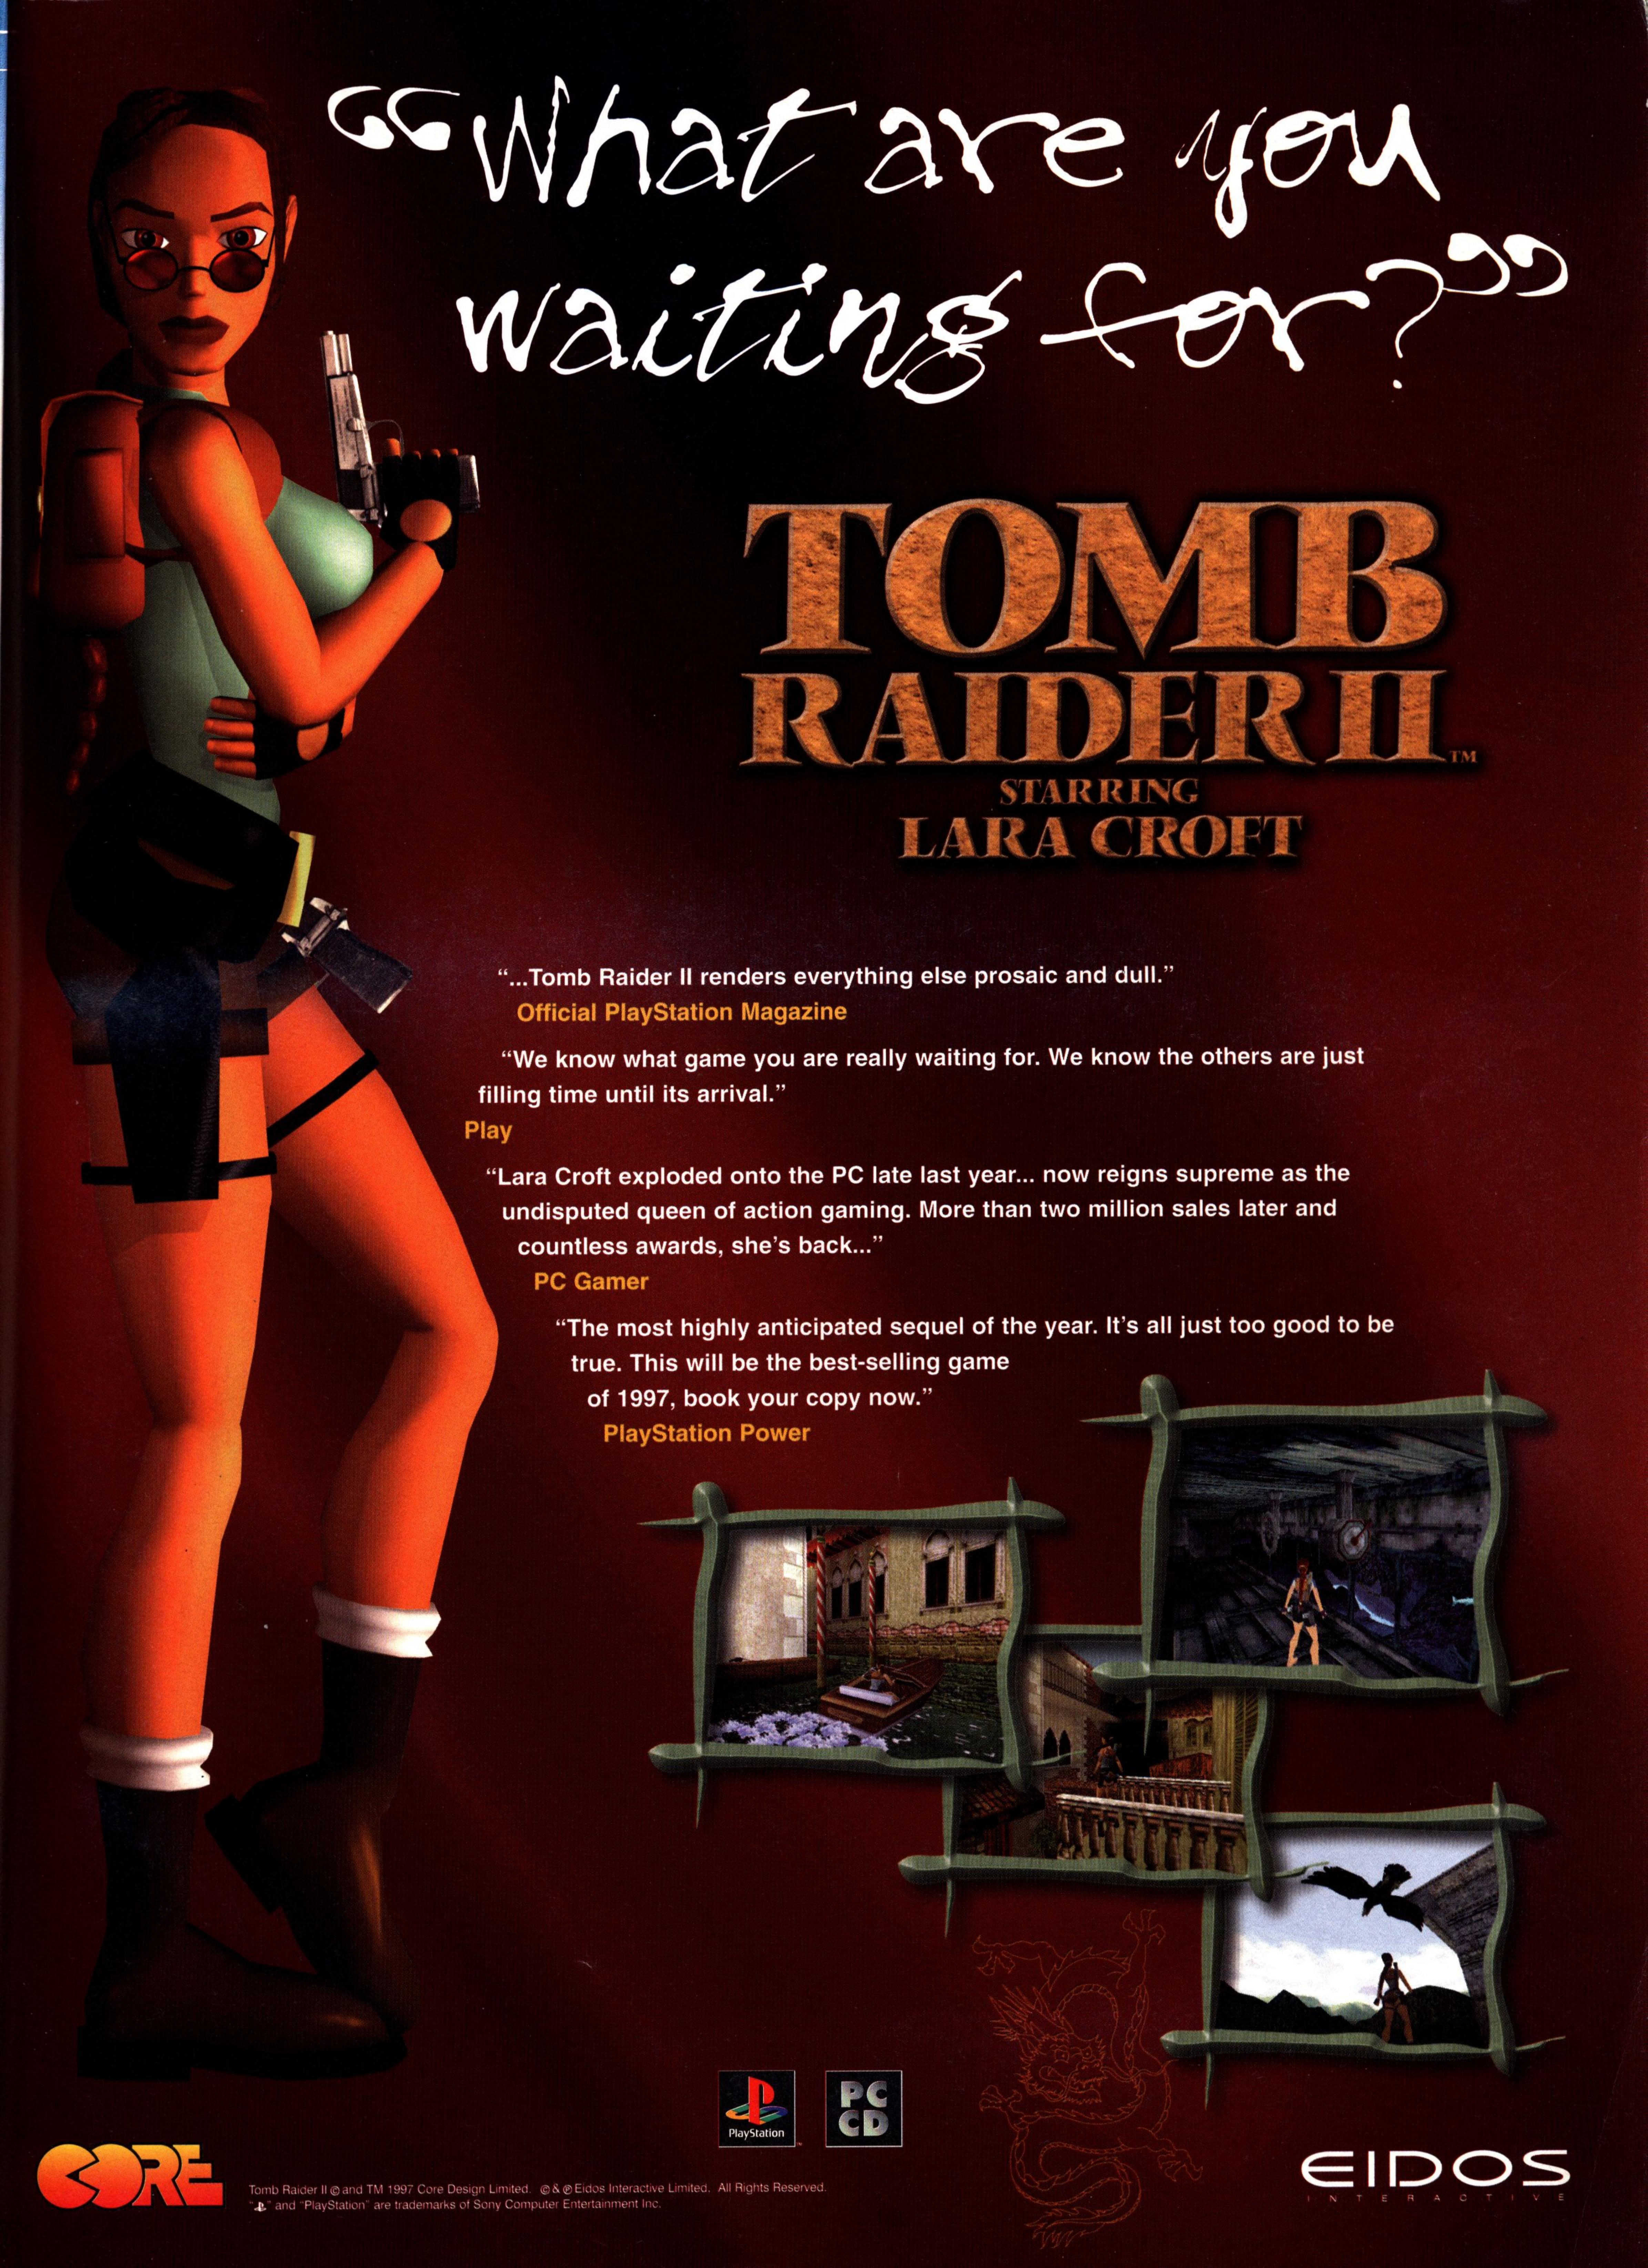 “What are you
waiting for?”
TOMB
RAIDER II™
STARRING
LARA CROFT
“...Tomb Raider II renders everything else prosaic and dull.”
Official PlayStation Magazine
“We know what game you are really waiting for. We know the others are just
filling time until its arrival.”
Play
“Lara Croft exploded onto the PC late last year... now reigns supreme as the
undisputed queen of action gaming. More than two million sales later and
countless awards, she’s back...”
PC Gamer
“The most highly anticipated sequel of the year. It’s all just too good to be
true. This will be the best-selling game
of 1997, book your copy now.”
PlayStation Power
PlayStation
PC
CD
CORE
Tomb Raider II © and TM 1997 Core Design Limited. © & ℗ Eidos Interactive Limited. All Rights Reserved.
“ ” and “PlayStation” are trademarks of Sony Computer Entertainment Inc.
EIDOS
INTERACTIVE